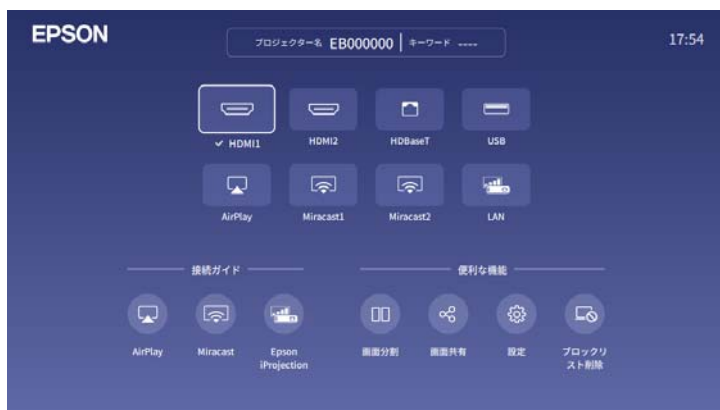 EPSON
プロジェクター名 EB000000 | キーワード ----
17:54
HDMI1
HDMI2
HDBaseT
USB
AirPlay
Miracast1
Miracast2
LAN
接続ガイド
便利な機能
AirPlay
Miracast
Epson
iProjection
画面分割
画面共有
設定
ブロックリ
スト削除